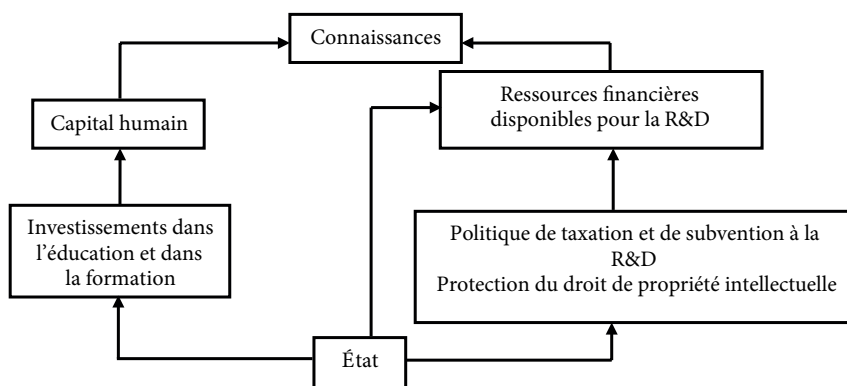 Connaissances
Ressources financières
disponibles pour la R&D
Capital humain
Investissements dans
l'éducation et dans
la formation
Politique de taxation et de subvention à la
R&D
Protection du droit de propriété intellectuelle
État